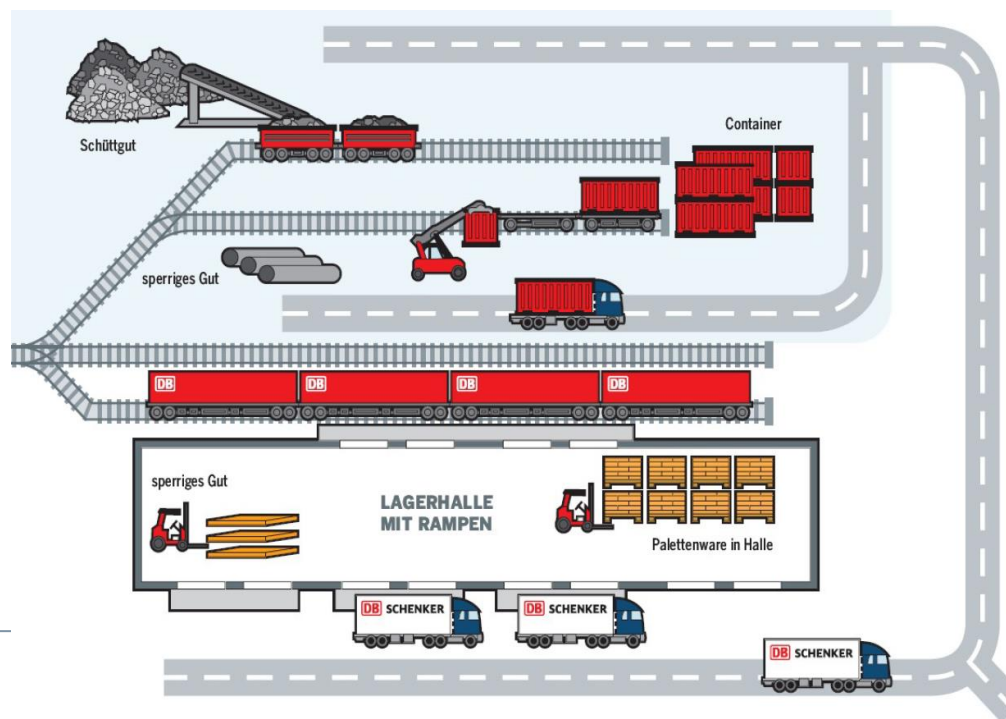 Schüttgut
Container
sperriges Gut
DB
DB
DB
DB
sperriges Gut
LAGERHALLE
MIT RAMPEN
Palettenware in Halle
DB SCHENKER
DB SCHENKER
DB SCHENKER